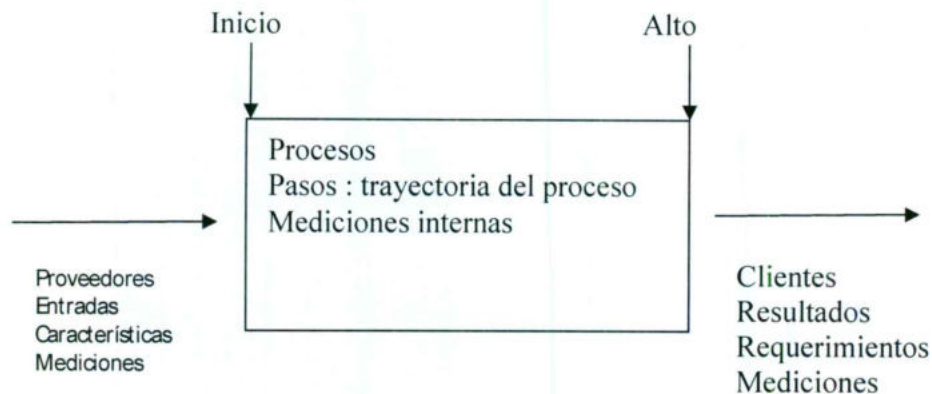 Inicio
Alto
Procesos
Pasos : trayectoria del proceso
Mediciones internas
Proveedores
Entradas
Características
Mediciones
Clientes
Resultados
Requerimientos
Mediciones